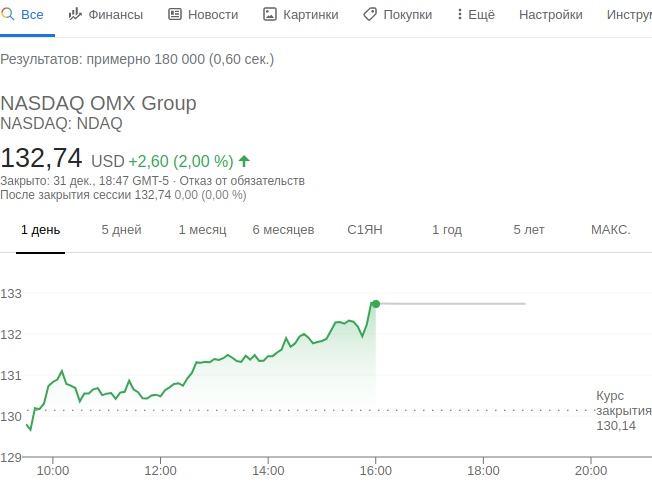 Все Финансы Новости Картинки Покупки Ещё Настройки Инструм
Результатов: примерно 180 000 (0,60 сек.)
NASDAQ OMX Group
NASDAQ: NDAQ
132,74 USD +2,60 (2,00 %)
Закрыто: 31 дек., 18:47 GMT-5 · Отказ от обязательств
После закрытия сессии 132,74 0,00 (0,00 %)
1 день 5 дней 1 месяц 6 месяцев С1ЯН 1 год 5 лет МАКС.
133
132
131
130
129
Курс
закрытия
130,14
10:00 12:00 14:00 16:00 18:00 20:00